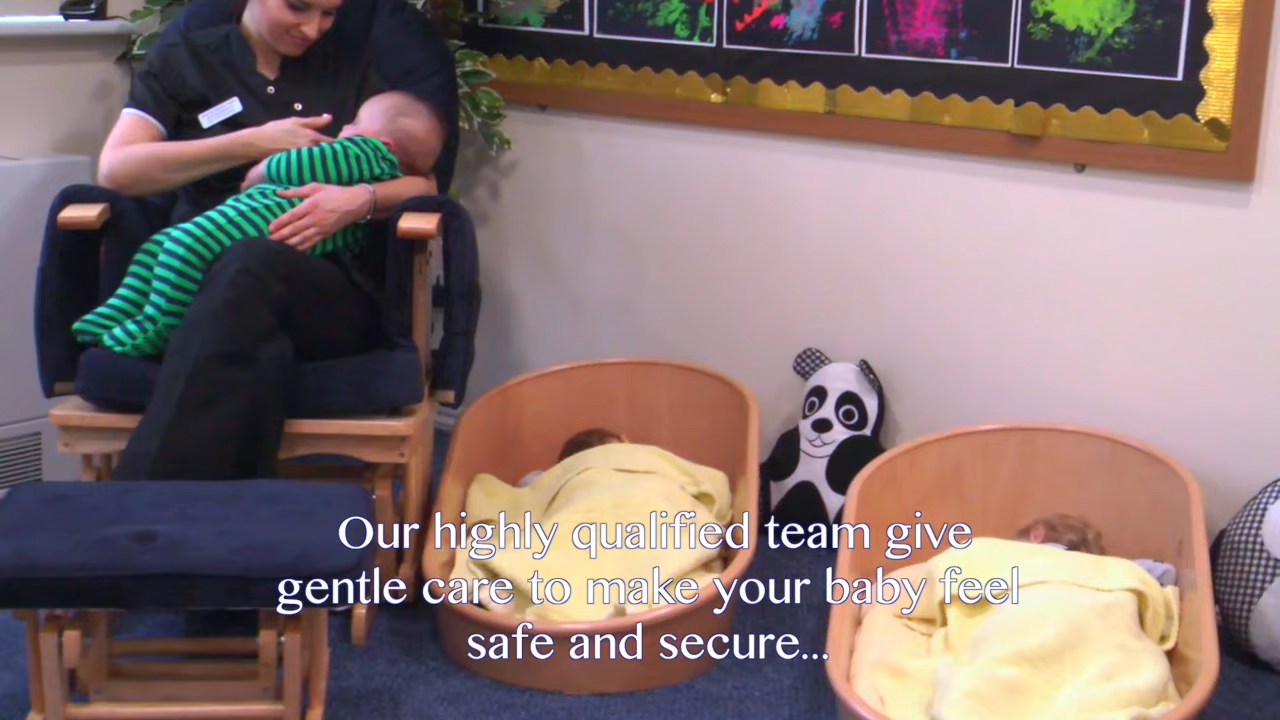 Our highly qualified team give
gentle care to make your baby feel
safe and secure...